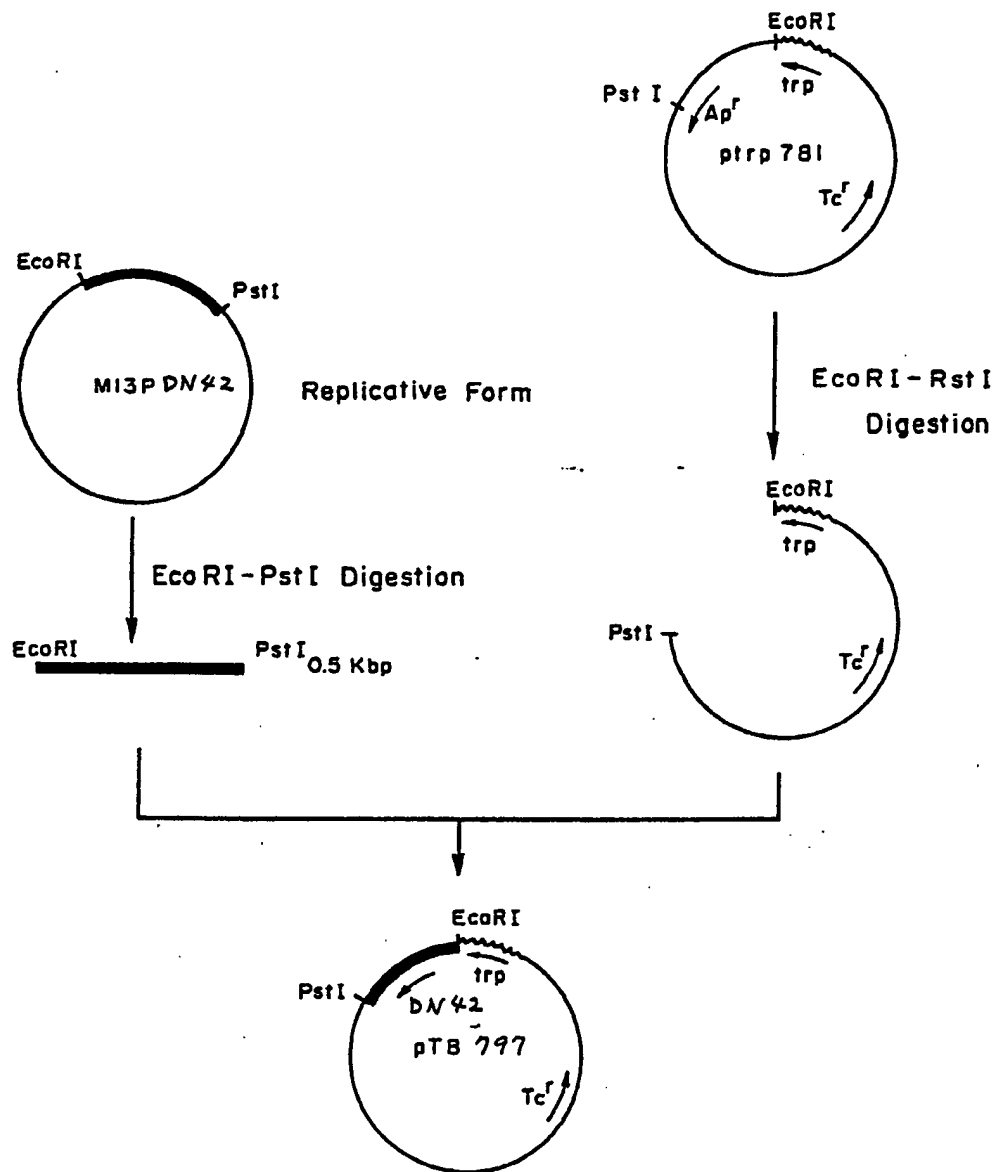 EcoRI
trp
Pst I
Ap^r
ptrp 781
Tc^r
EcoRI
PstI
M13P DN42
Replicative Form
EcoRI-RstI
Digestion
EcoRI
trp
EcoRI-PstI Digestion
PstI
EcoRI
PstI
0.5 Kbp
Tc^r
EcoRI
trp
PstI
DN42
pTB 797
Tc^r